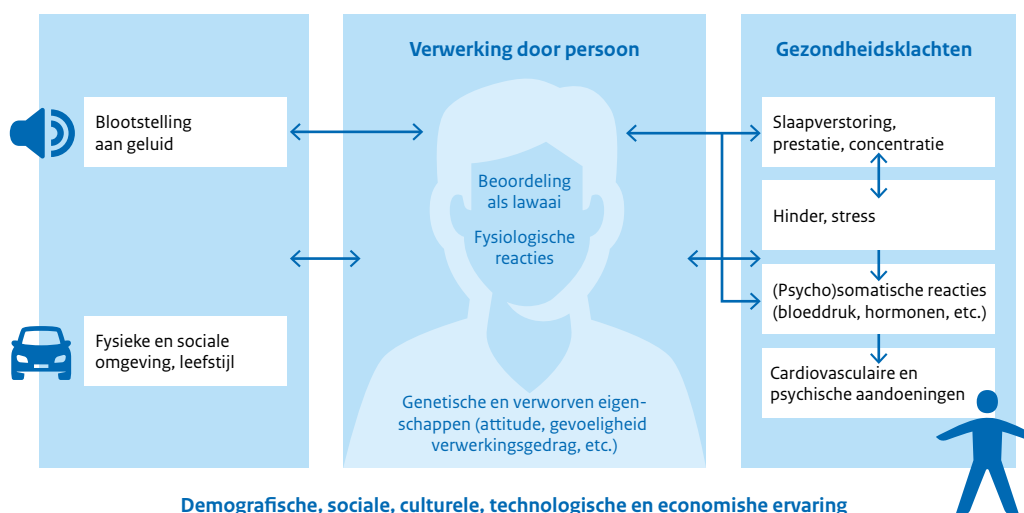 Blootstelling
aan geluid
Fysieke en sociale
omgeving, leefstijl
Verwerking door persoon
Beoordeling
als lawaai
Fysiologische
reacties
Genetische en verworven eigen-
schappen (attitude, gevoeligheid
verwerkingsgedrag, etc.)
Gezondheidsklachten
Slaapverstoring,
prestatie, concentratie
Hinder, stress
(Psycho)somatische reacties
(bloeddruk, hormonen, etc.)
Cardiovasculaire en
psychische aandoeningen
Demografische, sociale, culturele, technologische en economishe ervaring